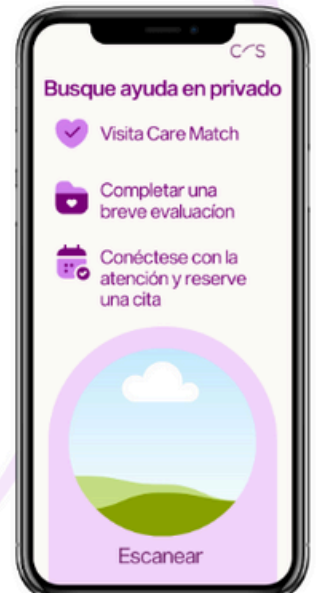 CRS
Busque ayuda en privado
Visita Care Match
Completar una
breve evaluacíon
Conéctese con la
atención y reserve
una cita
Escanear